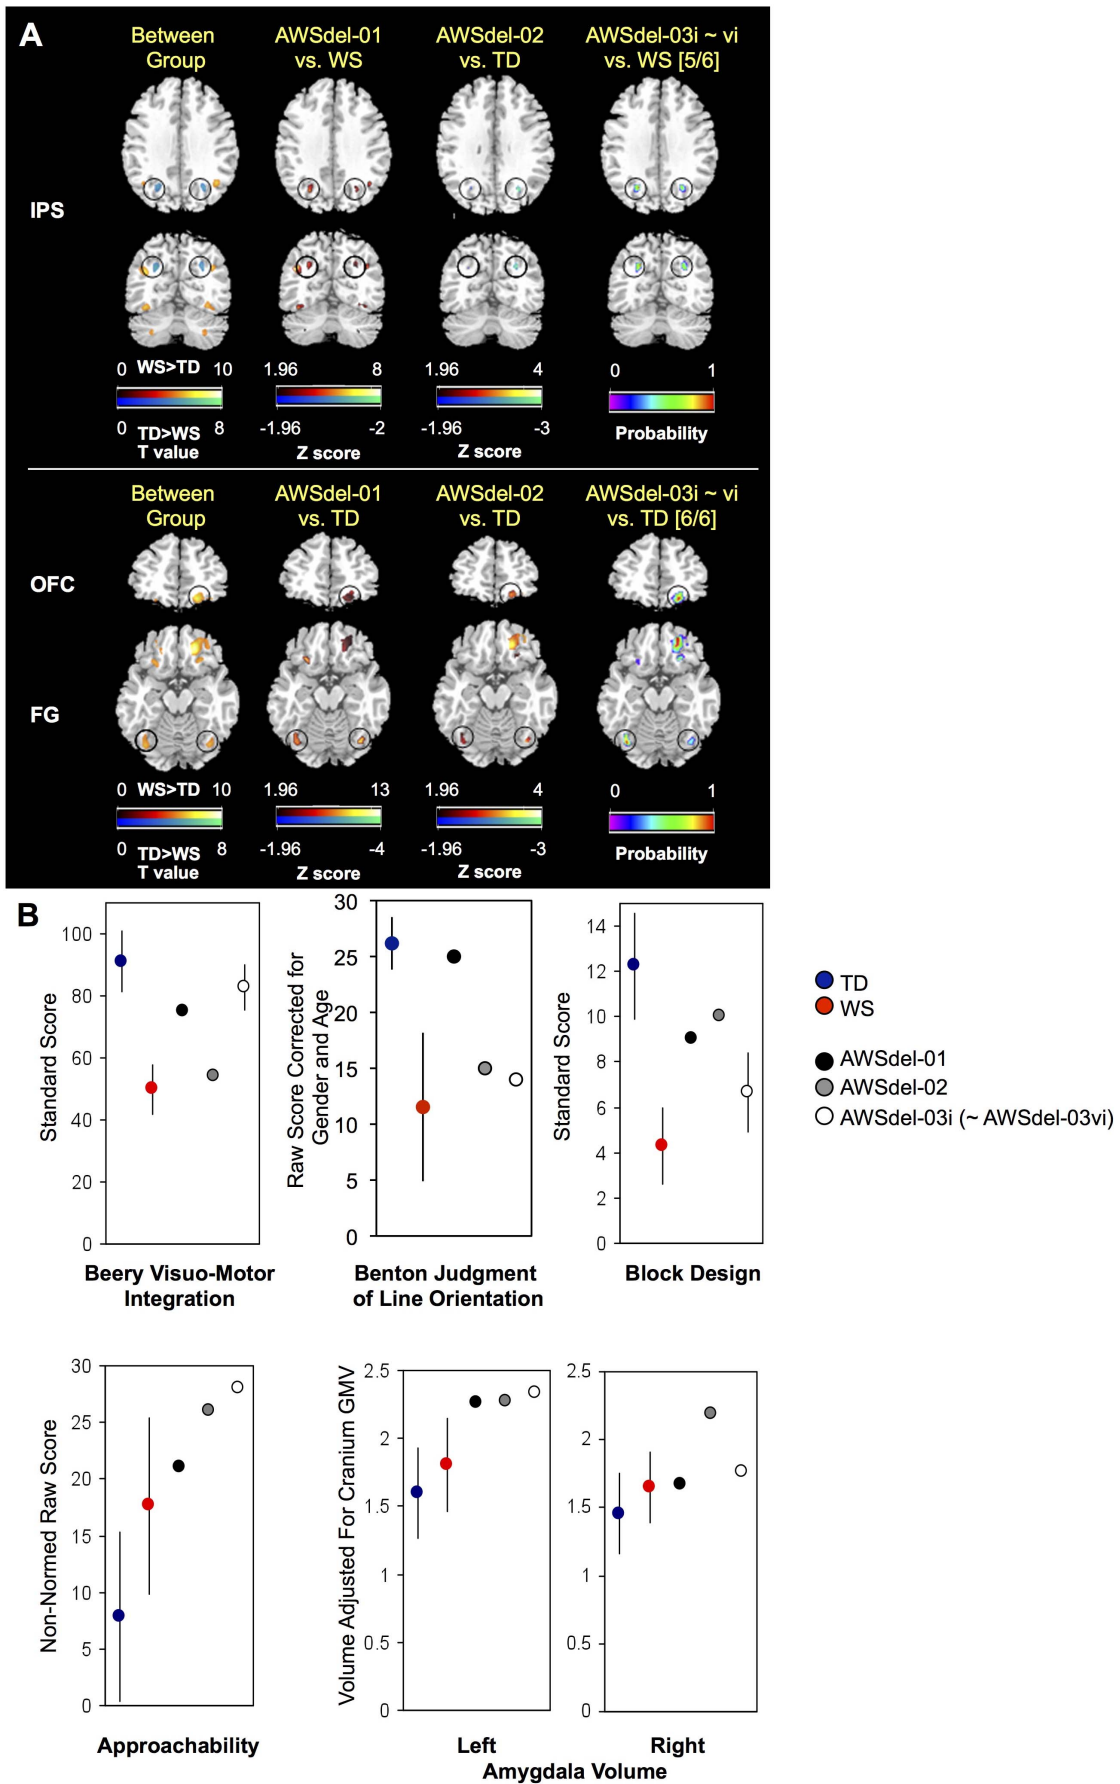 A
Between
Group
AWSdel-01
vs. WS
AWSdel-02
vs. TD
AWSdel-03i ~ vi
vs. WS [5/6]
IPS
0 WS>TD 10
1.96 8
1.96 4
0 1
0 TD>WS 8
T value
-1.96 -2
Z score
-1.96 -3
Z score
Probability
Between
Group
AWSdel-01
vs. TD
AWSdel-02
vs. TD
AWSdel-03i ~ vi
vs. TD [6/6]
OFC
FG
0 WS>TD 10
1.96 13
1.96 4
0 1
0 TD>WS 8
T value
-1.96 -4
Z score
-1.96 -3
Z score
Probability
B
Standard Score
100
80
60
40
20
0
Beery Visuo-Motor
Integration
Raw Score Corrected for
Gender and Age
30
25
20
15
10
5
0
Benton Judgment
of Line Orientation
Standard Score
14
12
10
8
6
4
2
0
Block Design
TD
WS
AWSdel-01
AWSdel-02
AWSdel-03i (~ AWSdel-03vi)
Non-Normed Raw Score
30
25
20
15
10
5
0
Approachability
Volume Adjusted For Cranium GMV
2.5
2
1.5
1
0.5
0
Left
2.5
2
1.5
1
0.5
0
Right
Amygdala Volume